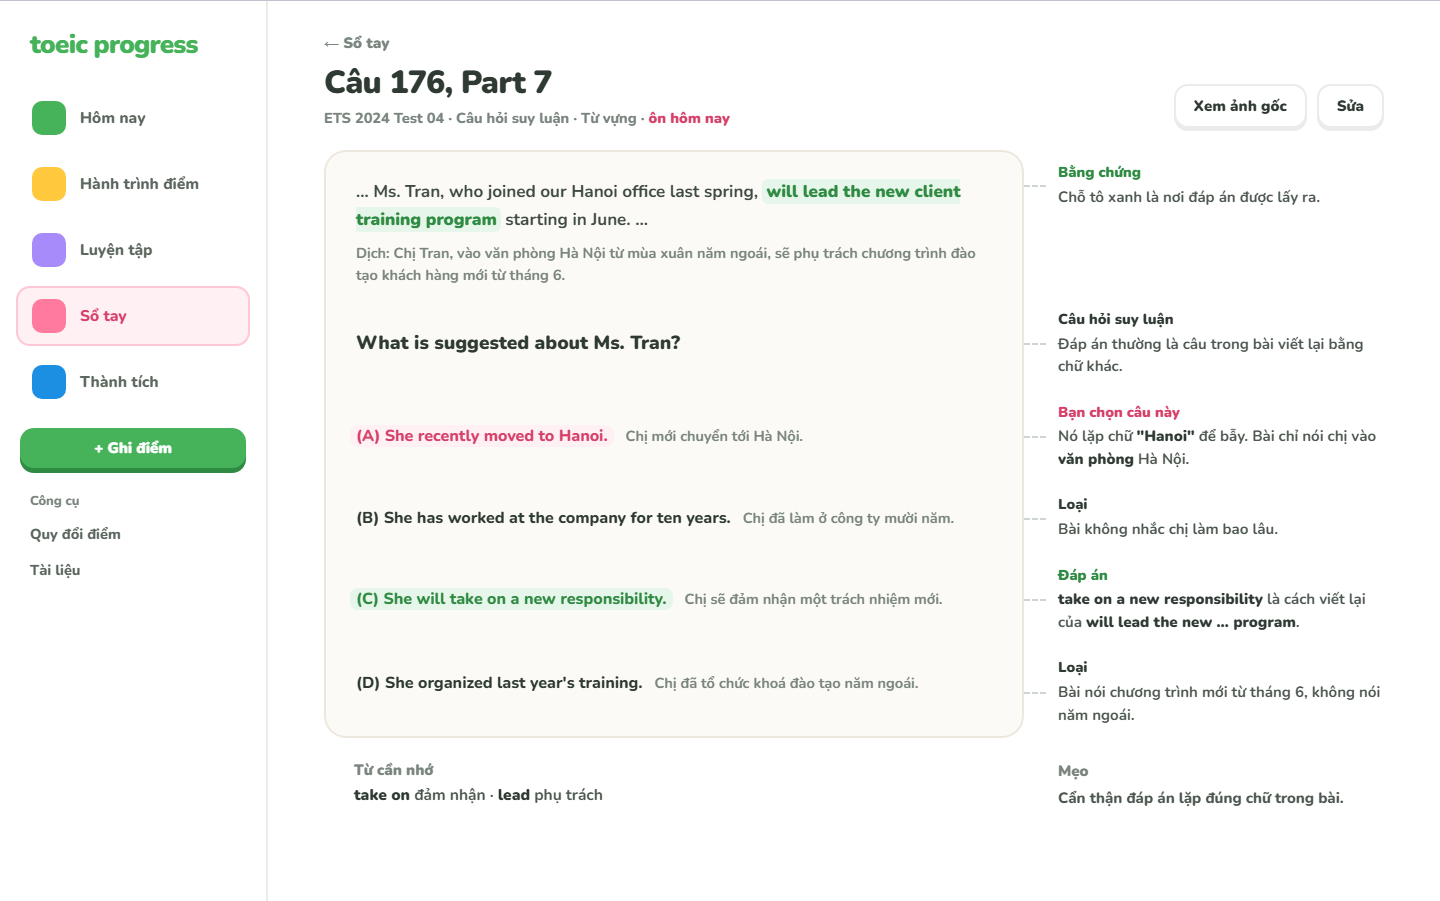 toeic progress
Hôm nay
Hành trình điểm
Luyện tập
Sổ tay
Thành tích
+ Ghi điểm
Công cụ
Quy đổi điểm
Tài liệu
← Sổ tay
Câu 176, Part 7
ETS 2024 Test 04 · Câu hỏi suy luận · Từ vựng · ôn hôm nay
Xem ảnh gốc
Sửa
... Ms. Tran, who joined our Hanoi office last spring, will lead the new client
training program starting in June. ...
Dịch: Chị Tran, vào văn phòng Hà Nội từ mùa xuân năm ngoái, sẽ phụ trách chương trình đào
tạo khách hàng mới từ tháng 6.
Bằng chứng
Chỗ tô xanh là nơi đáp án được lấy ra.
What is suggested about Ms. Tran?
Câu hỏi suy luận
Đáp án thường là câu trong bài viết lại bằng
chữ khác.
(A) She recently moved to Hanoi. Chị mới chuyển tới Hà Nội.
Bạn chọn câu này
Nó lặp chữ "Hanoi" để bẫy. Bài chỉ nói chị vào
văn phòng Hà Nội.
(B) She has worked at the company for ten years. Chị đã làm ở công ty mười năm.
Loại
Bài không nhắc chị làm bao lâu.
(C) She will take on a new responsibility. Chị sẽ đảm nhận một trách nhiệm mới.
Đáp án
take on a new responsibility là cách viết lại
của will lead the new ... program.
(D) She organized last year's training. Chị đã tổ chức khoá đào tạo năm ngoái.
Loại
Bài nói chương trình mới từ tháng 6, không nói
năm ngoái.
Từ cần nhớ
take on đảm nhận · lead phụ trách
Mẹo
Cẩn thận đáp án lặp đúng chữ trong bài.